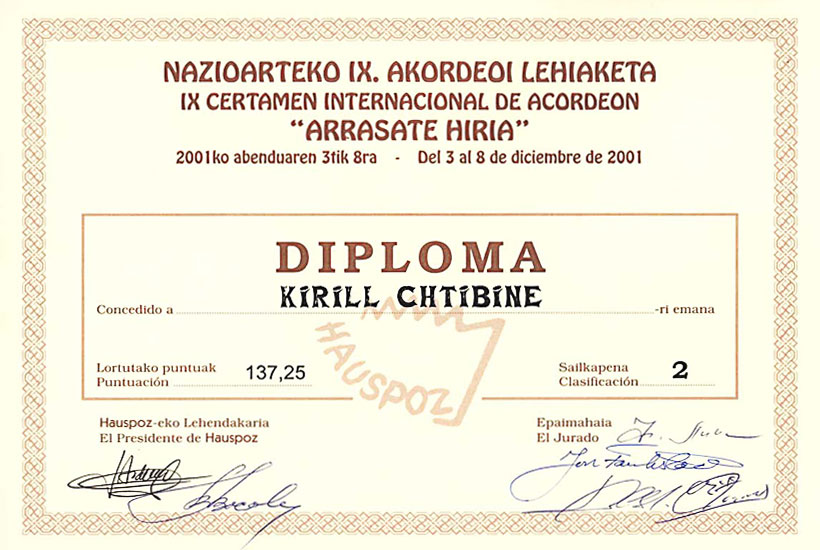 NAZIOARTEKO IX. AKORDEOI LEHIAKETA
IX CERTAMEN INTERNACIONAL DE ACORDEON
“ARRASATE HIRIA”
2001ko abenduaren 3tik 8ra - Del 3 al 8 de diciembre de 2001
DIPLOMA
KIRILL CHTIBINE
Concedido a -ri emana
HAUSPOZ
Lortutako puntuak
Puntuación 137,25
Sailkapena
Clasificación 2
Hauspoz-eko Lehendakaria
El Presidente de Hauspoz
Epaimahaia
El Jurado